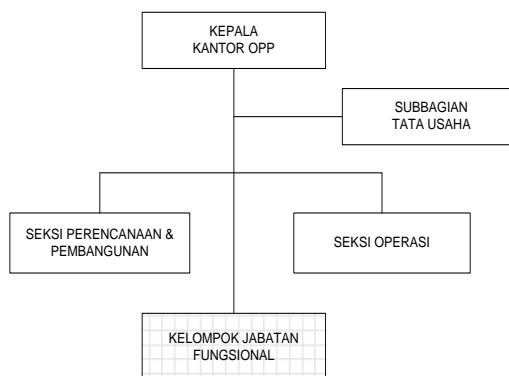 KEPALA
KANTOR OPP
SUBBAGIAN
TATA USAHA
SEKSI PERENCANAAN &
PEMBANGUNAN
SEKSI OPERASI
KELOMPOK JABATAN
FUNGSIONAL